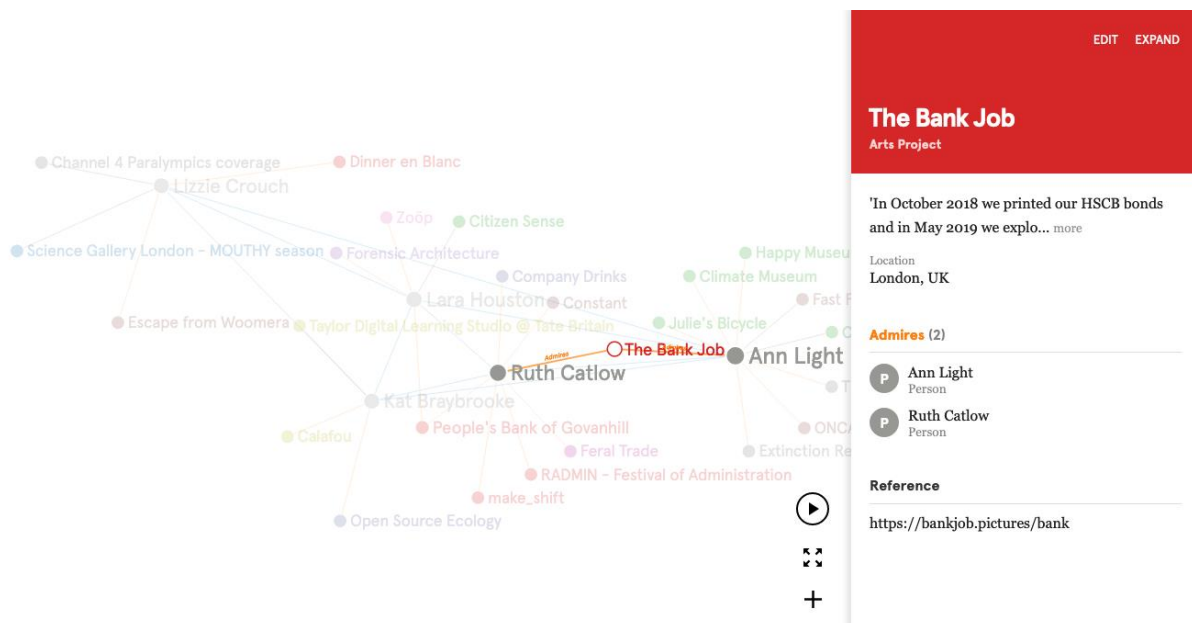 EDIT EXPAND
The Bank Job
Arts Project
'In October 2018 we printed our HSCB bonds
and in May 2019 we explo... more
Location
London, UK
Admires (2)
P
Ann Light
Person
P
Ruth Catlow
Person
Reference
https://bankjob.pictures/bank
Channel 4 Paralympics coverage
Dinner en Blanc
Lizzie Crouch
Zoöp
Citizen Sense
Science Gallery London - MOUTHY season
Forensic Architecture
Happy Museu
Company Drinks
Climate Museum
Lara Houston
Constant
Fast F
Escape from Woomera
Taylor Digital Learning Studio @ Tate Britain
Julie's Bicycle
C
The Bank Job
Admires
Ann Light
Ruth Catlow
T
Kat Braybrooke
People's Bank of Govanhill
ONCA
Calafou
Feral Trade
Extinction Re
RADMIN - Festival of Administration
make_shift
Open Source Ecology